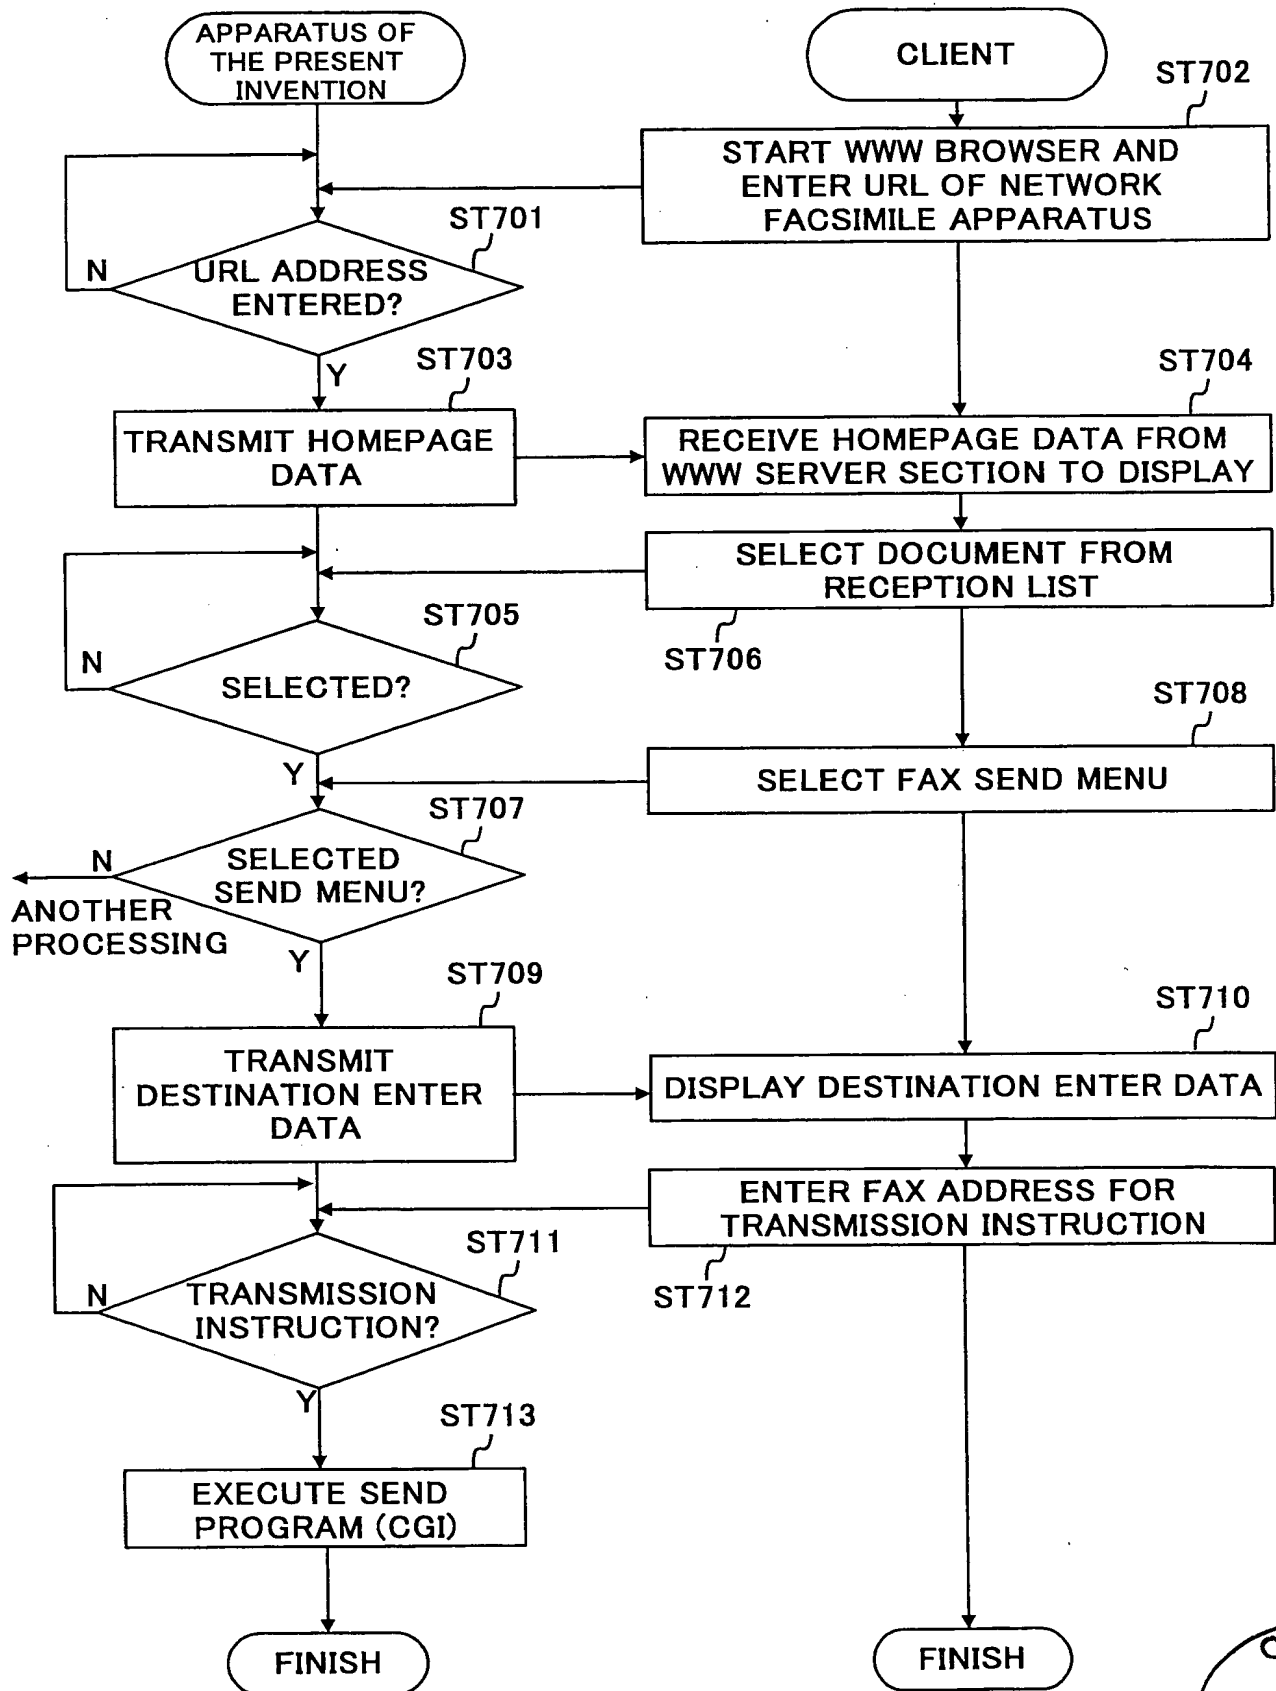 APPARATUS OF
THE PRESENT
INVENTION
CLIENT
ST702
START WWW BROWSER AND
ENTER URL OF NETWORK
FACSIMILE APPARATUS
ST701
N
URL ADDRESS
ENTERED?
Y
ST703
TRANSMIT HOMEPAGE
DATA
ST704
RECEIVE HOMEPAGE DATA FROM
WWW SERVER SECTION TO DISPLAY
SELECT DOCUMENT FROM
RECEPTION LIST
ST706
ST705
N
SELECTED?
Y
ST708
SELECT FAX SEND MENU
ST707
N
SELECTED
SEND MENU?
ANOTHER
PROCESSING
Y
ST709
TRANSMIT
DESTINATION ENTER
DATA
ST710
DISPLAY DESTINATION ENTER DATA
ENTER FAX ADDRESS FOR
TRANSMISSION INSTRUCTION
ST712
ST711
N
TRANSMISSION
INSTRUCTION?
Y
ST713
EXECUTE SEND
PROGRAM (CGI)
FINISH
FINISH